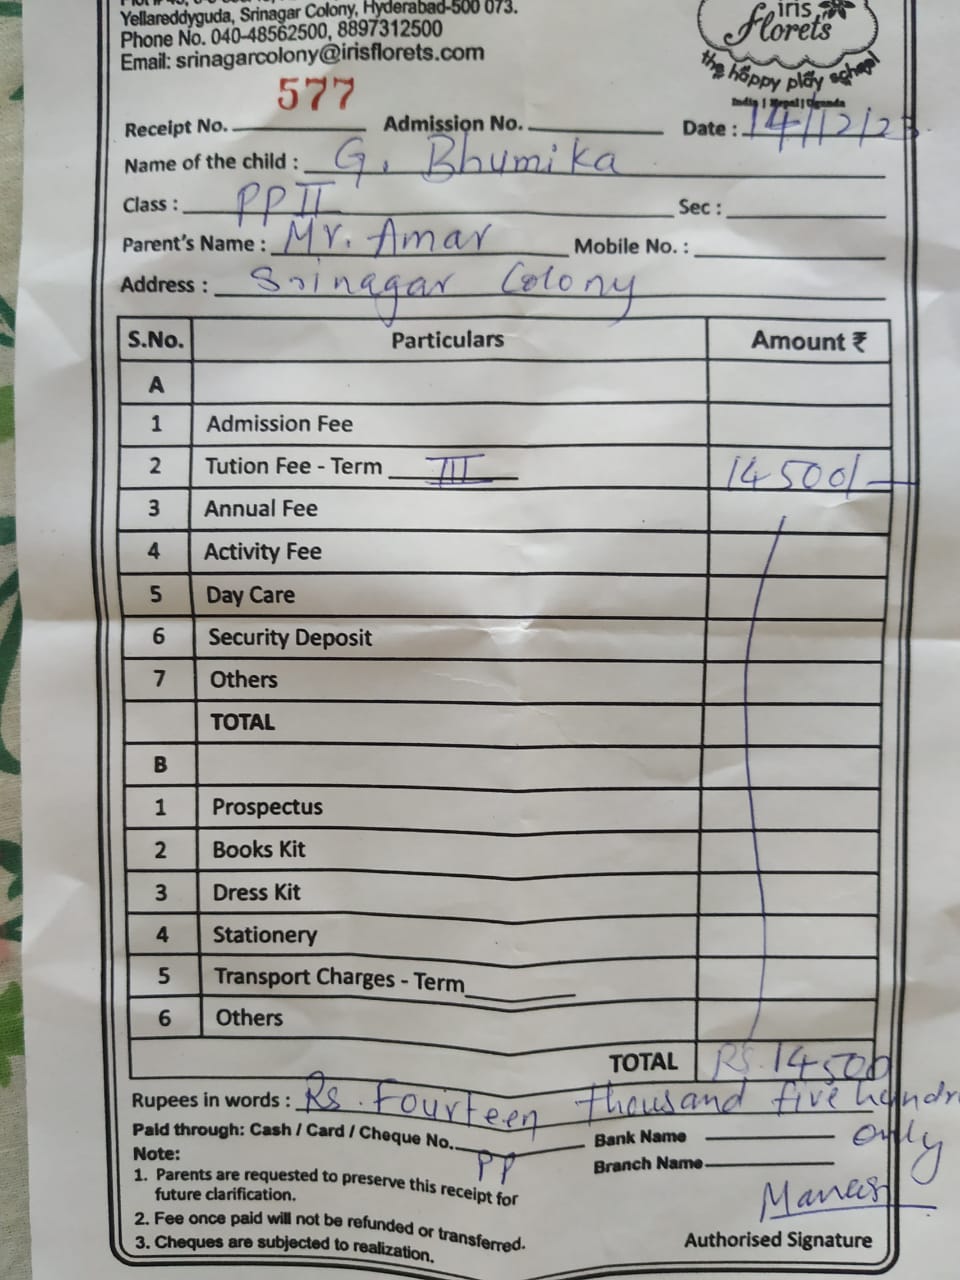 Yellareddyguda, Srinagar Colony, Hyderabad-500 073.
Phone No. 040-48562500, 8897312500
Email: srinagarcolony@irisflorets.com
iris
florets
the happy play school
India | Nepal | Uganda
577
Receipt No. Admission No. Date : 14/12/23
Name of the child : G. Bhumika
Class : PP II Sec :
Parent's Name : Mr. Amar Mobile No. :
Address : Srinagar Colony
S.No. Particulars Amount ₹
A
1 Admission Fee
2 Tution Fee - Term III 14500/-
3 Annual Fee
4 Activity Fee
5 Day Care
6 Security Deposit
7 Others
TOTAL
B
1 Prospectus
2 Books Kit
3 Dress Kit
4 Stationery
5 Transport Charges - Term
6 Others
TOTAL Rs. 14500
Rupees in words : Rs. Fourteen thousand five hundre
only
Paid through: Cash / Card / Cheque No. PP Bank Name
Branch Name
Note:
1. Parents are requested to preserve this receipt for
future clarification.
2. Fee once paid will not be refunded or transferred.
3. Cheques are subjected to realization.
Authorised Signature